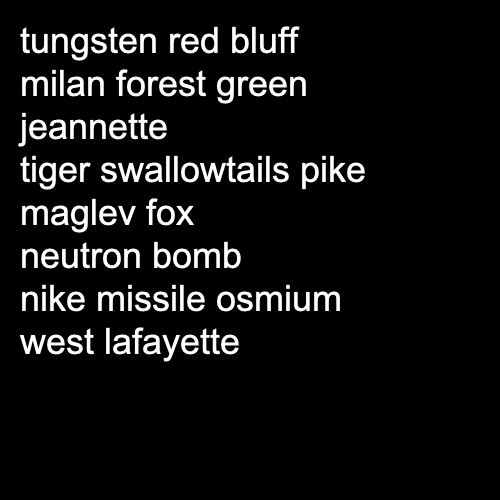 tungsten red bluff
milan forest green
jeannette
tiger swallowtails pike
maglev fox
neutron bomb
nike missile osmium
west lafayette